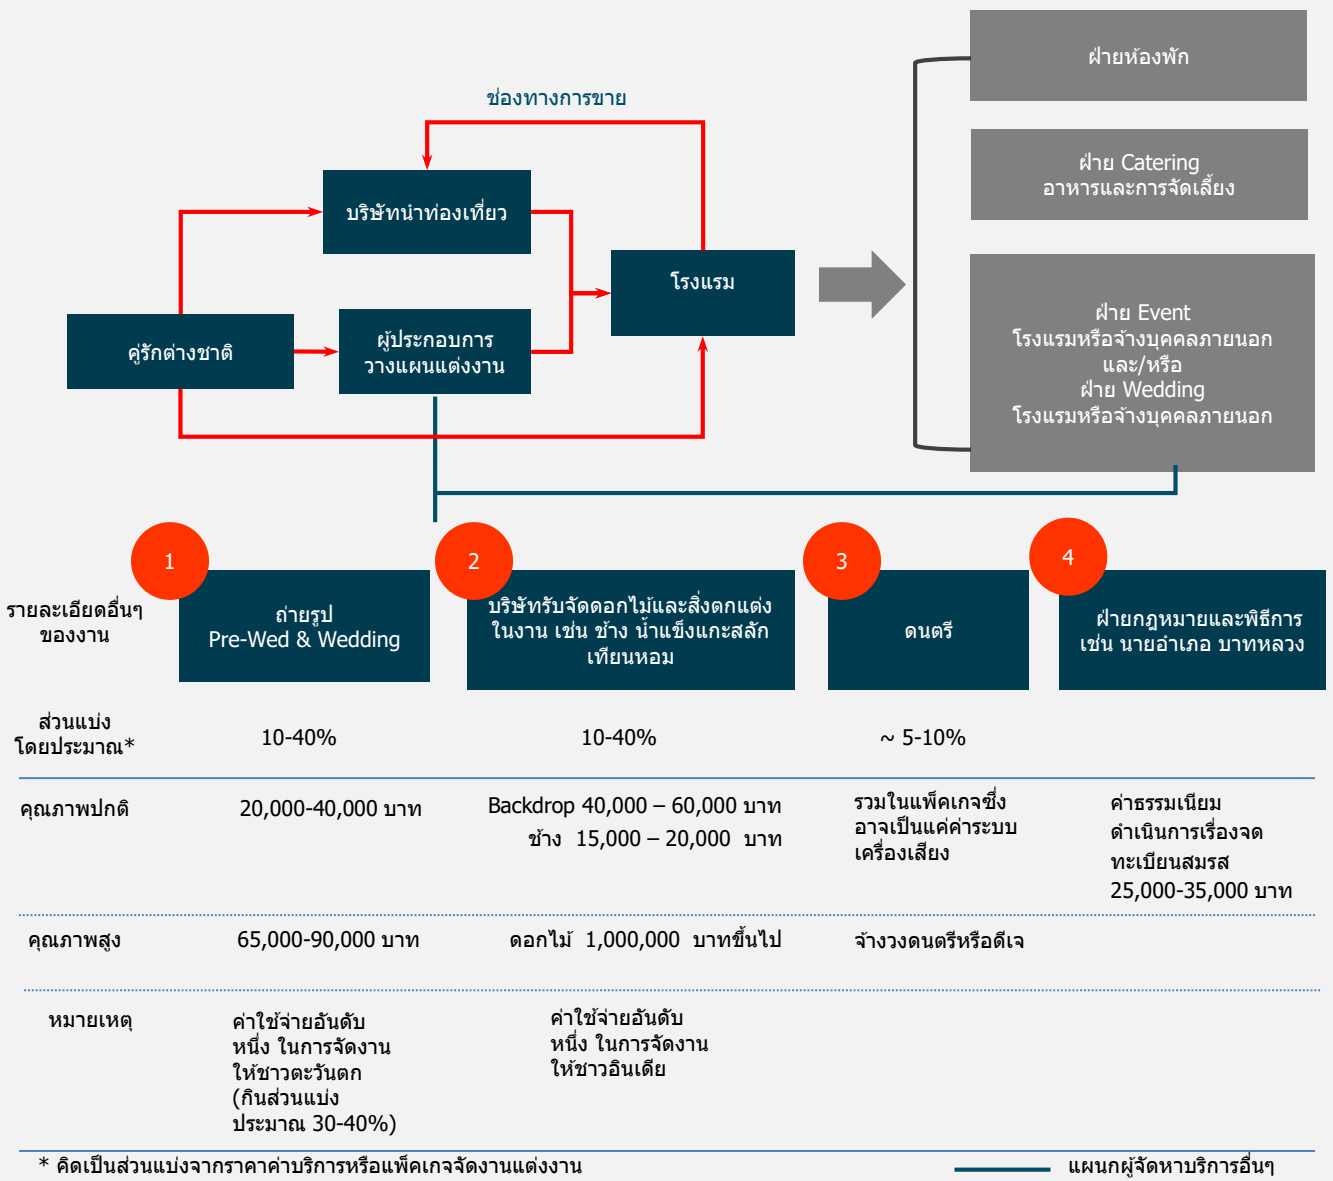 ช่องทางการขาย
ฝ่ายห้องพัก
ฝ่าย Catering
อาหารและการจัดเลี้ยง
บริษัทนำท่องเที่ยว
โรงแรม
คู่รักต่างชาติ
ผู้ประกอบการ
วางแผนแต่งงาน
ฝ่าย Event
โรงแรมหรือจ้างบุคคลภายนอก
และ/หรือ
ฝ่าย Wedding
โรงแรมหรือจ้างบุคคลภายนอก
1
2
3
4
รายละเอียดอื่นๆ
ของงาน
ถ่ายรูป
Pre-Wed & Wedding
บริษัทรับจัดดอกไม้และสิ่งตกแต่ง
ในงาน เช่น ช้าง น้ำแข็งแกะสลัก
เทียนหอม
ดนตรี
ฝ่ายกฎหมายและพิธีการ
เช่น นายอำเภอ บาทหลวง
ส่วนแบ่ง
โดยประมาณ*
10-40%
10-40%
~ 5-10%
คุณภาพปกติ
20,000-40,000 บาท
Backdrop 40,000 – 60,000 บาท
ช้าง 15,000 – 20,000 บาท
รวมในแพ็คเกจซึ่ง
อาจเป็นแค่ค่าระบบ
เครื่องเสียง
ค่าธรรมเนียม
ดำเนินการเรื่องจด
ทะเบียนสมรส
25,000-35,000 บาท
คุณภาพสูง
65,000-90,000 บาท
ดอกไม้ 1,000,000 บาทขึ้นไป
จ้างวงดนตรีหรือดีเจ
หมายเหตุ
ค่าใช้จ่ายอันดับ
หนึ่ง ในการจัดงาน
ให้ชาวตะวันตก
(กินส่วนแบ่ง
ประมาณ 30-40%)
ค่าใช้จ่ายอันดับ
หนึ่ง ในการจัดงาน
ให้ชาวอินเดีย
* คิดเป็นส่วนแบ่งจากราคาค่าบริการหรือแพ็คเกจจัดงานแต่งงาน
แผนกผู้จัดหาบริการอื่นๆ